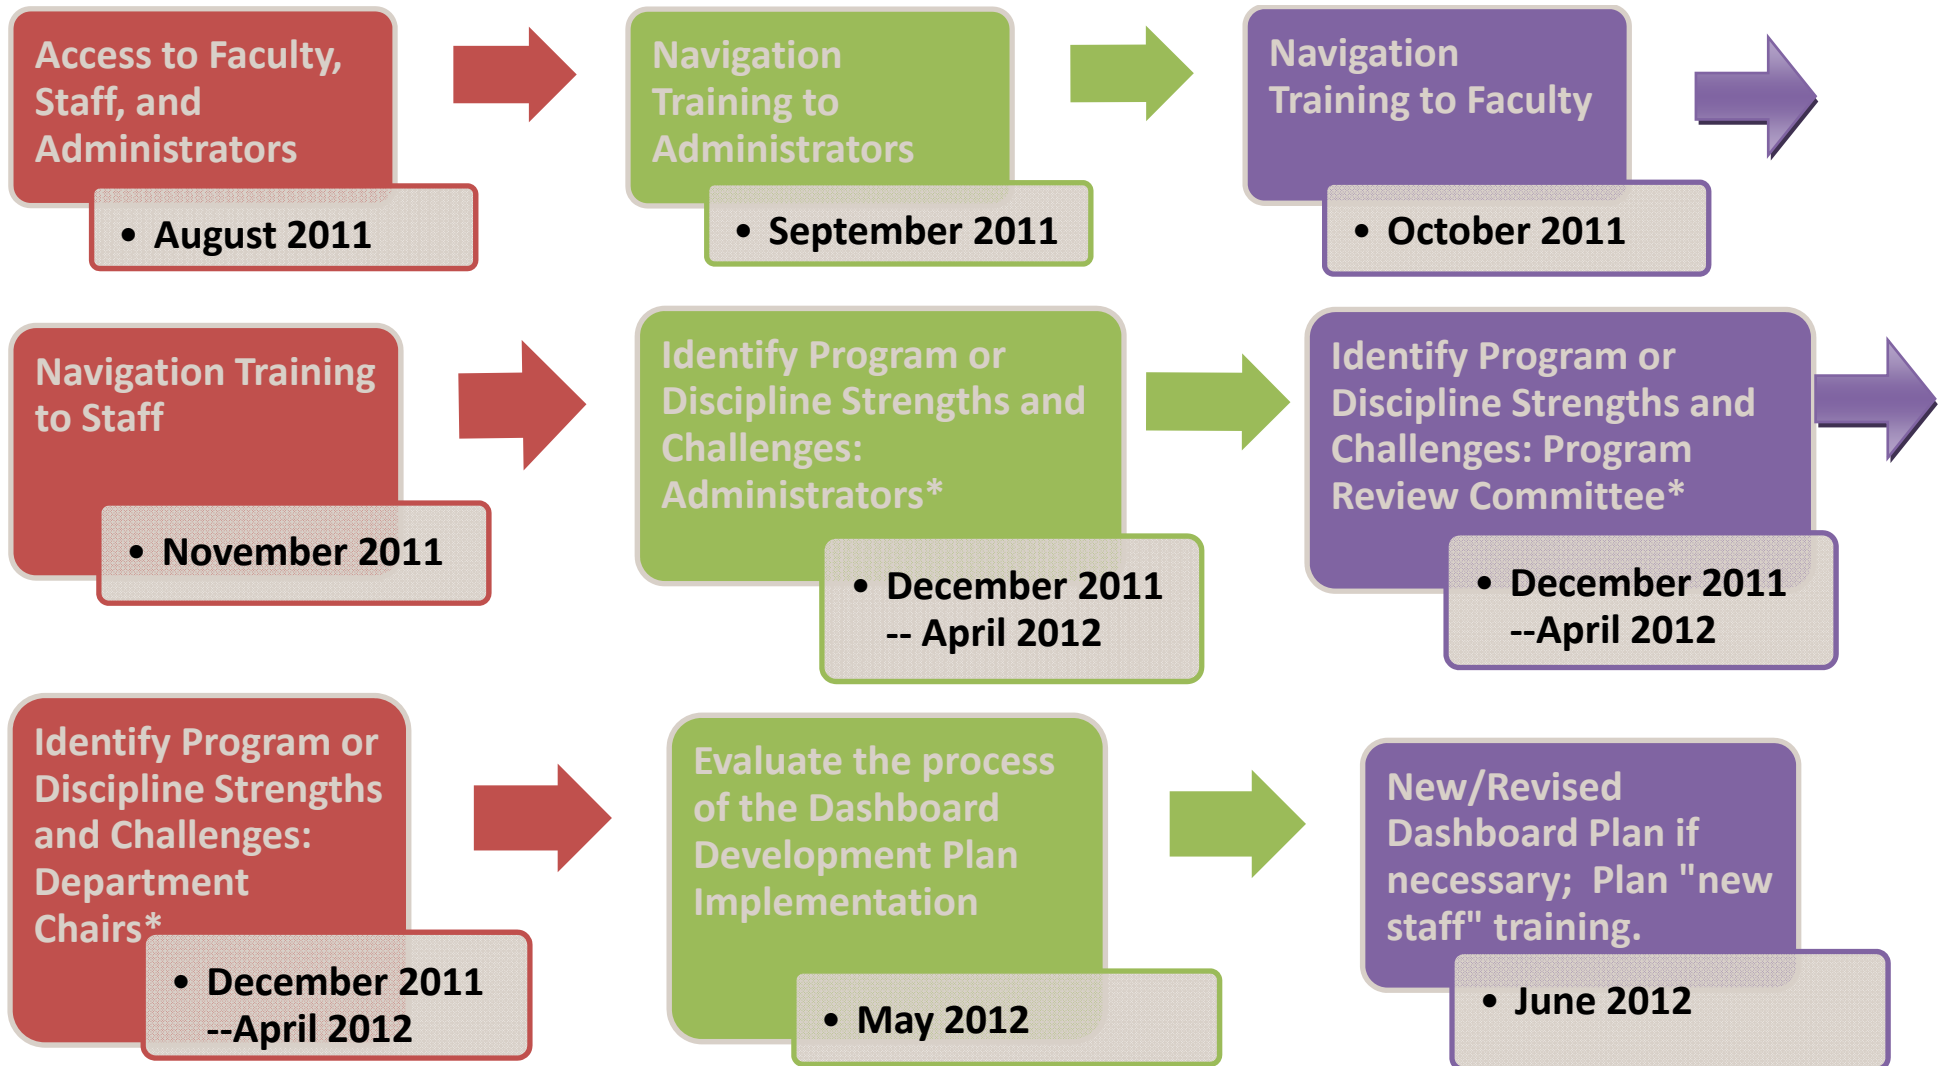 Access to Faculty,
Staff, and
Administrators
• August 2011
Navigation
Training to
Administrators
• September 2011
Navigation
Training to Faculty
• October 2011
Navigation Training
to Staff
• November 2011
Identify Program or
Discipline Strengths and
Challenges:
Administrators*
• December 2011
-- April 2012
Identify Program or
Discipline Strengths and
Challenges: Program
Review Committee*
• December 2011
--April 2012
Identify Program or
Discipline Strengths
and Challenges:
Department
Chairs*
• December 2011
--April 2012
Evaluate the process
of the Dashboard
Development Plan
Implementation
• May 2012
New/Revised
Dashboard Plan if
necessary;  Plan "new
staff" training.
• June 2012